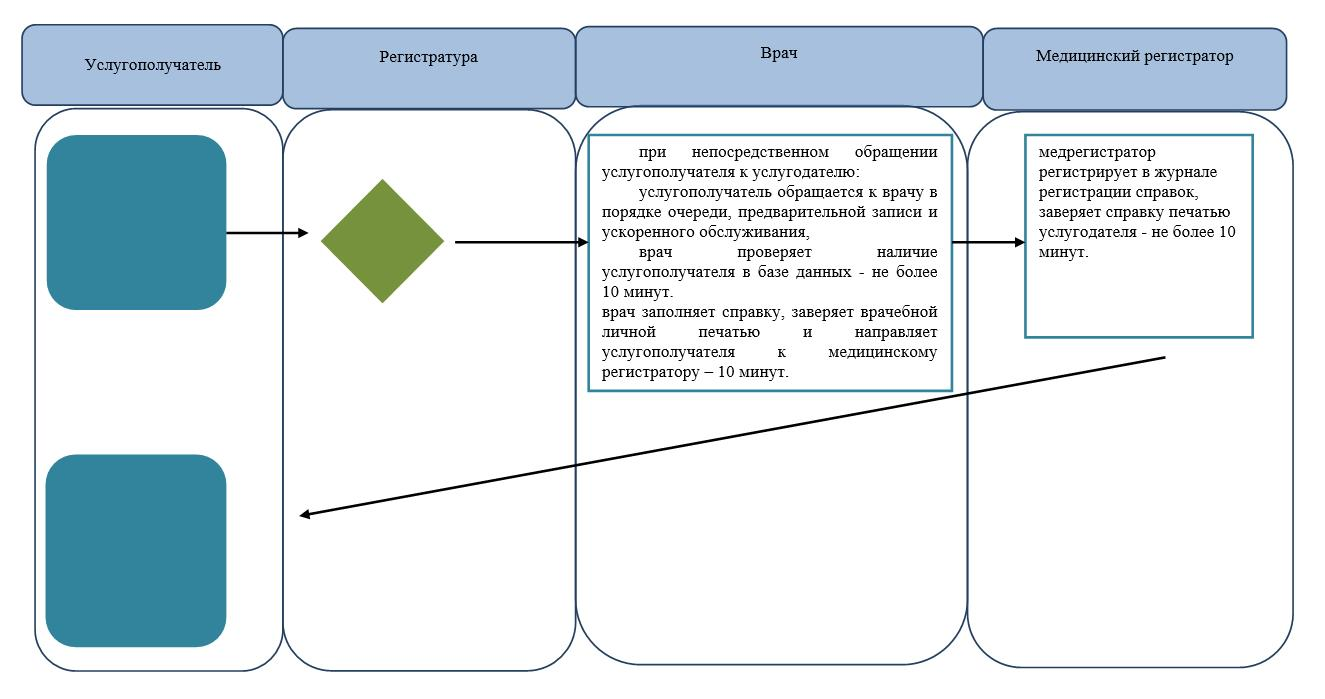 Услугополучатель
Регистратура
Врач
Медицинский регистратор
при непосредственном обращении
услугополучателя к услугодателю:
услугополучатель обращается к врачу в
порядке очереди, предварительной записи и
ускоренного обслуживания,
врач проверяет наличие
услугополучателя в базе данных - не более
10 минут.
врач заполняет справку, заверяет врачебной
личной печатью и направляет
услугополучателя к медицинскому
регистратору – 10 минут.
медрегистратор
регистрирует в журнале
регистрации справок,
заверяет справку печатью
услугодателя - не более 10
минут.